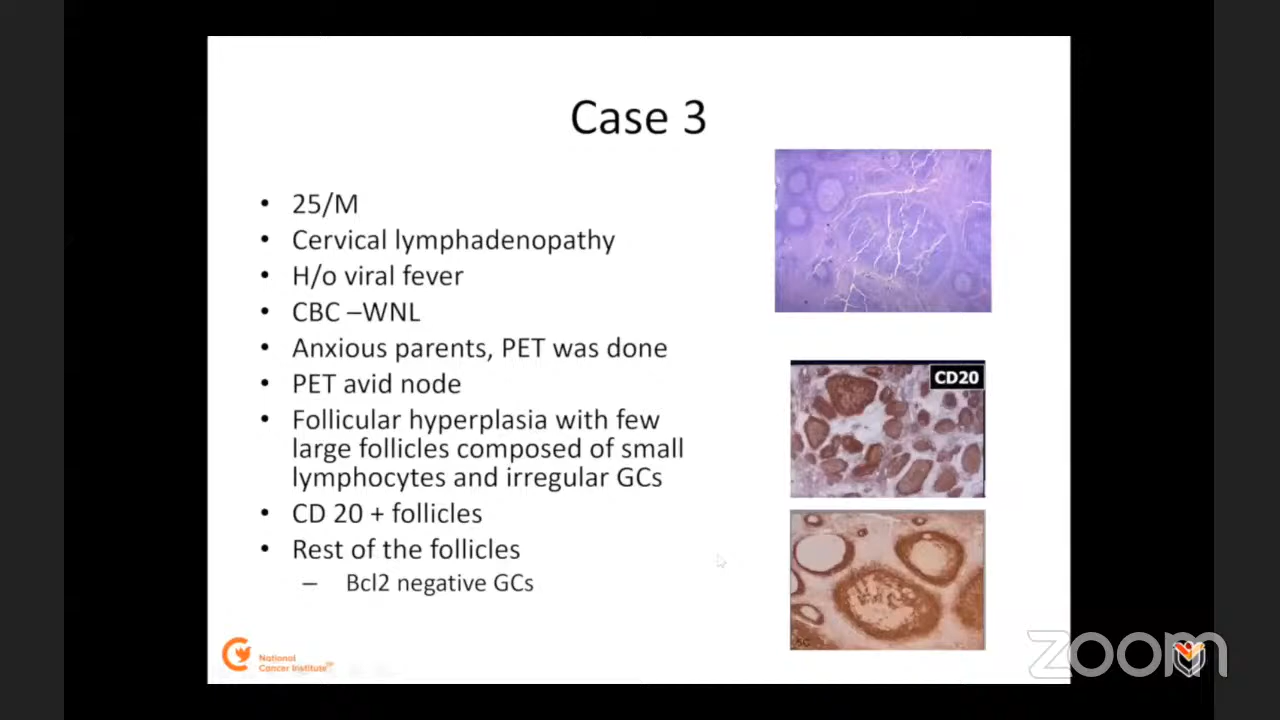 Case 3
• 25/M
• Cervical lymphadenopathy
• H/o viral fever
• CBC –WNL
• Anxious parents, PET was done
• PET avid node
• Follicular hyperplasia with few
large follicles composed of small
lymphocytes and irregular GCs
• CD 20 + follicles
• Rest of the follicles
– Bcl2 negative GCs
CD20
National
Cancer Institute
zoom